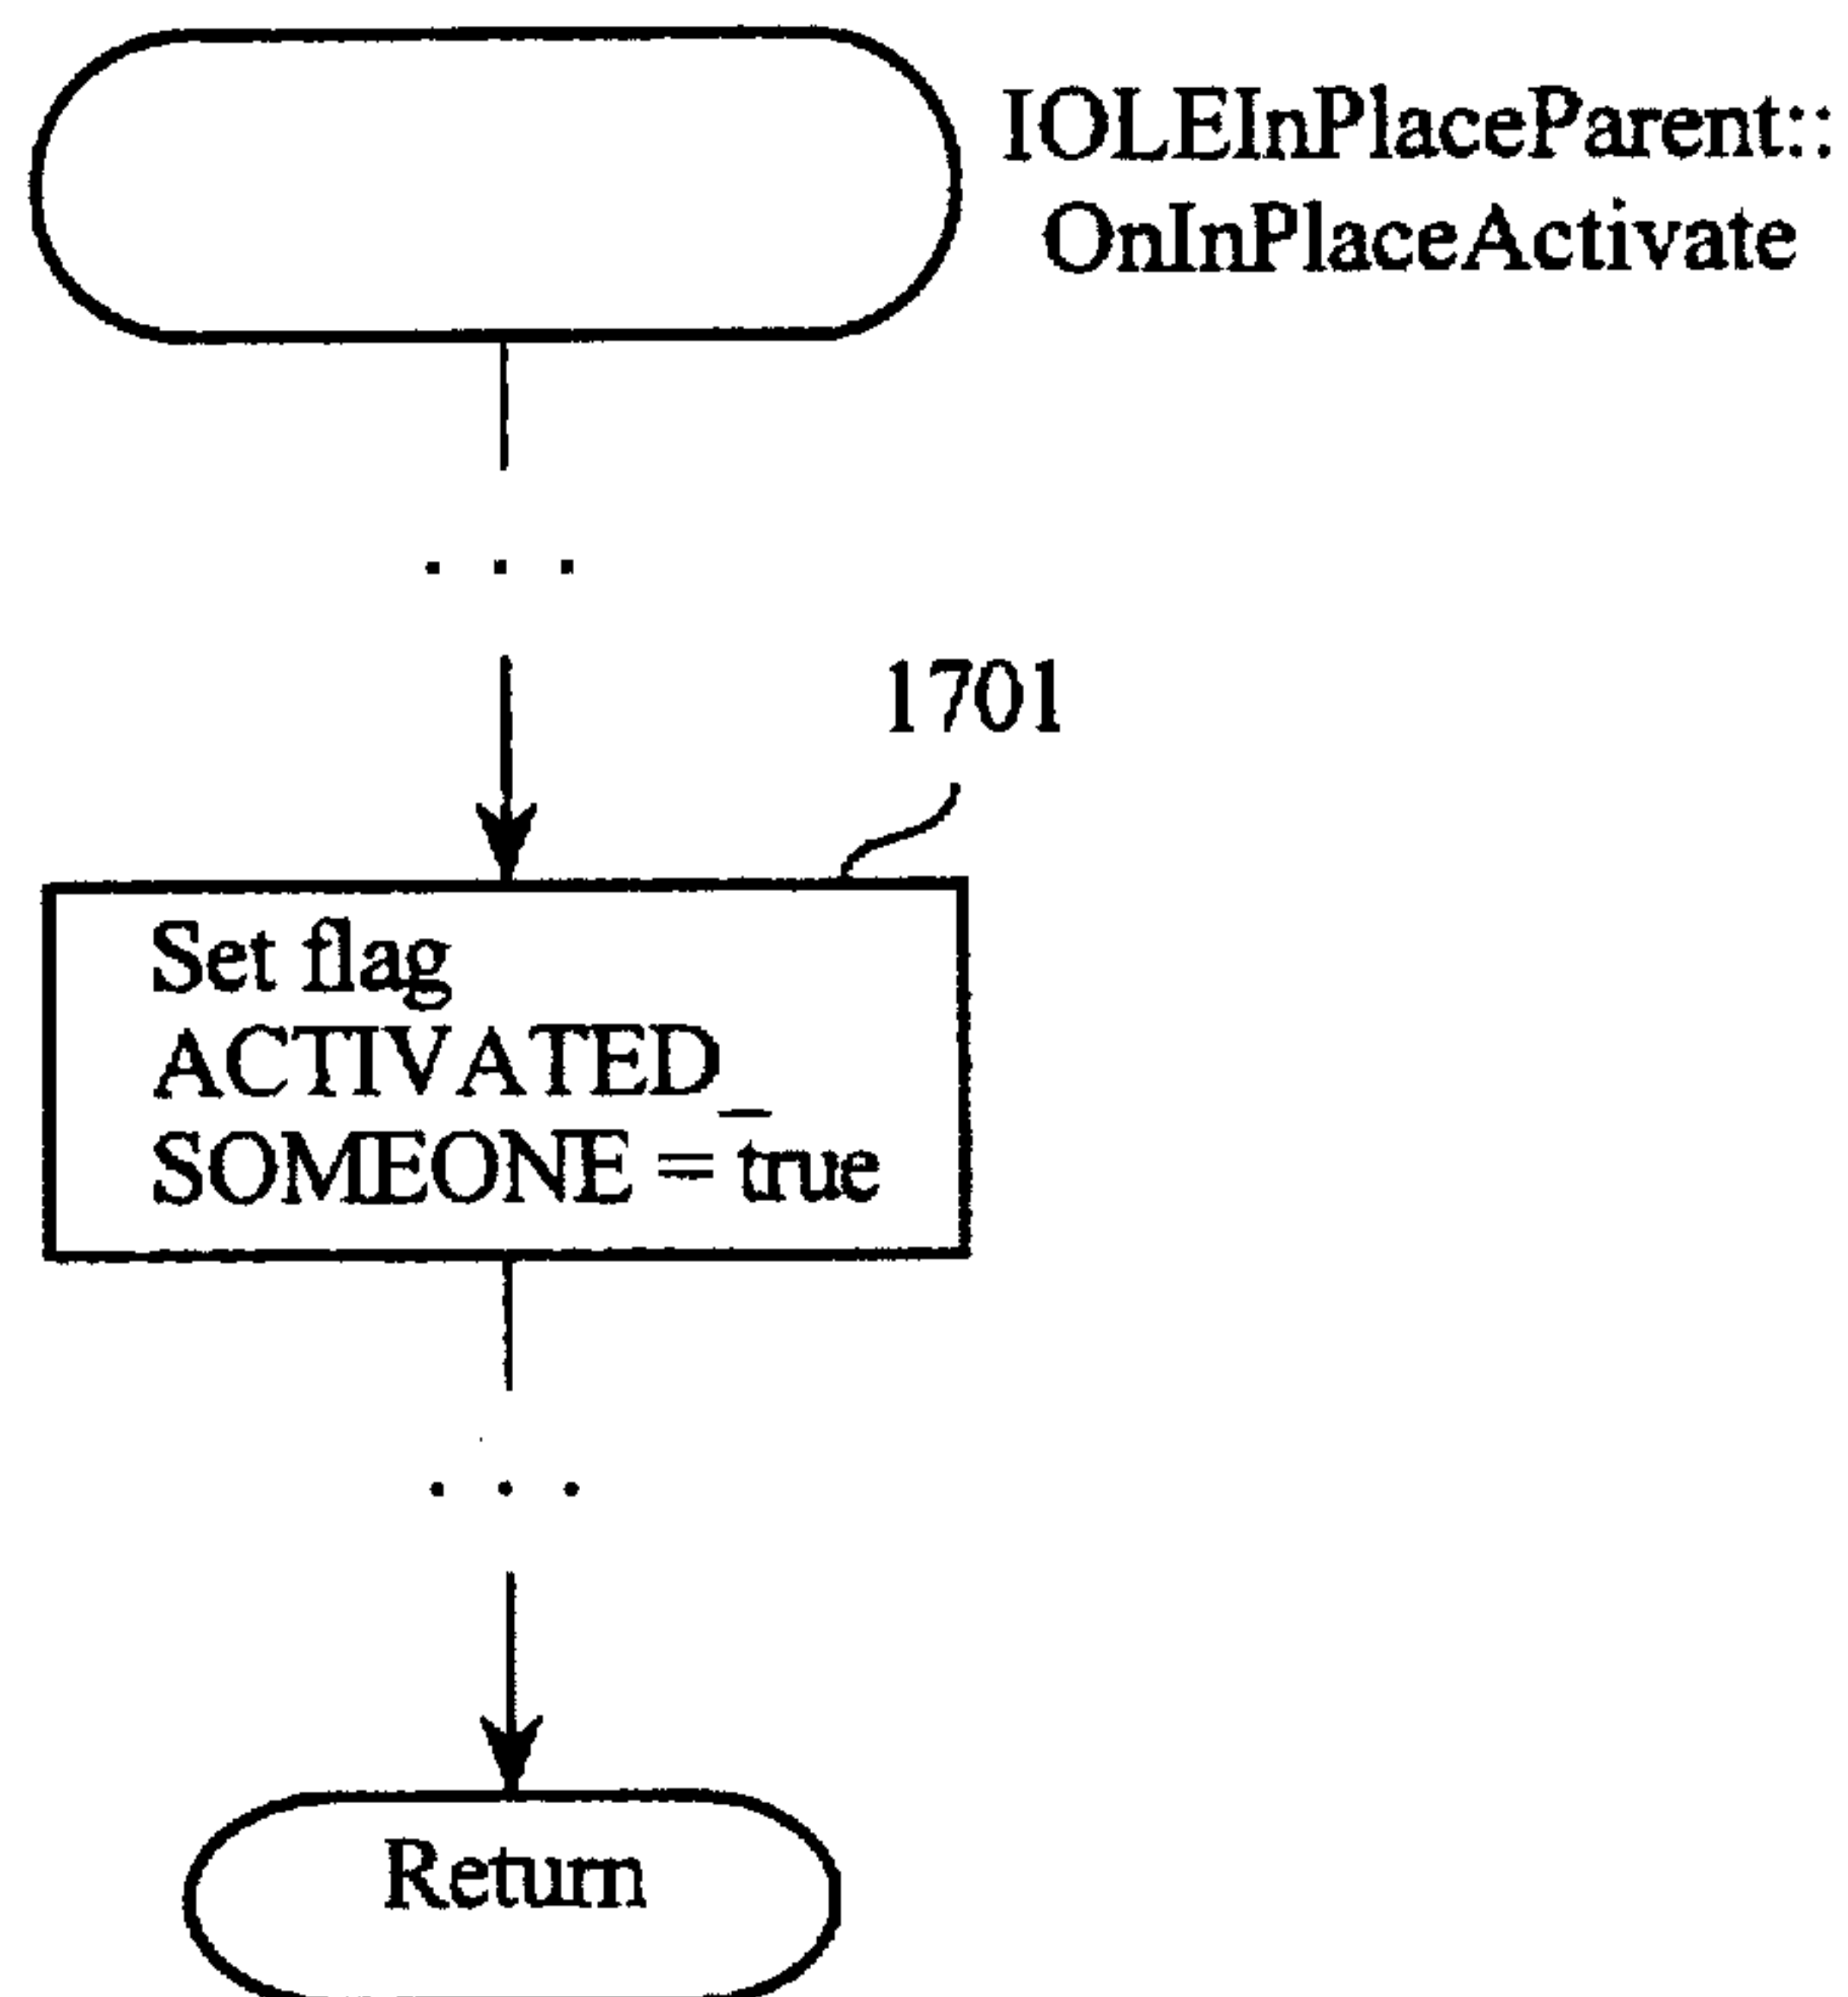 IOLEInPlaceParent::
OnInPlaceActivate
. . .
1701
Set flag
ACTIVATED_
SOMEONE = true
. . .
Return